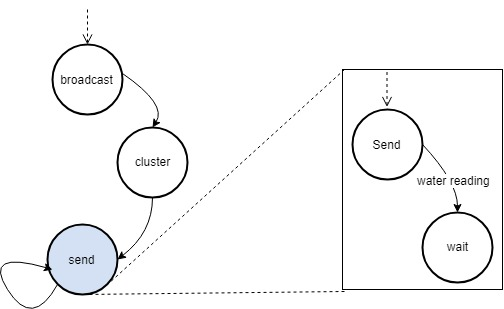 broadcast
cluster
send
Send
water reading
wait